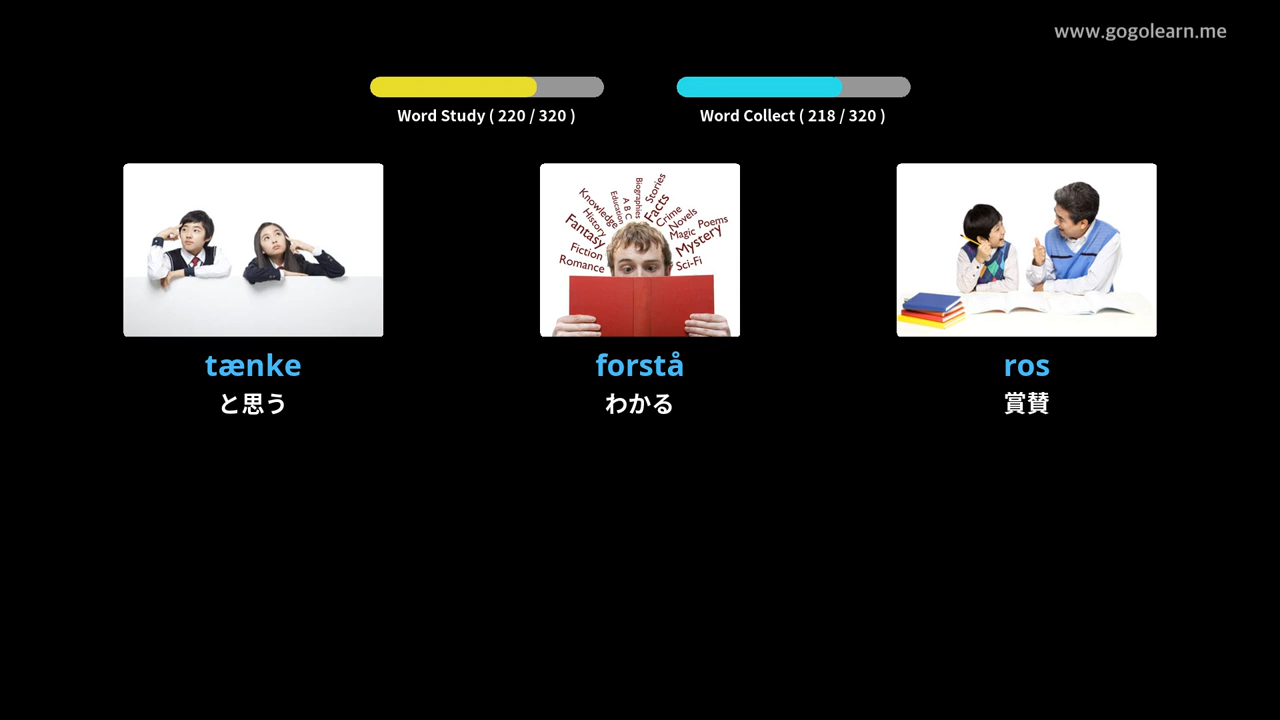 www.gogolearn.me
Word Study ( 220 / 320 )
Word Collect ( 218 / 320 )
Knowledge
History
Fantasy
Fiction
Romance
Education
A B C
Biographies
Stories
Facts
Crime
Novels
Magic
Poems
Mystery
Sci-Fi
tænke
forstå
ros
と思う
わかる
賞賛